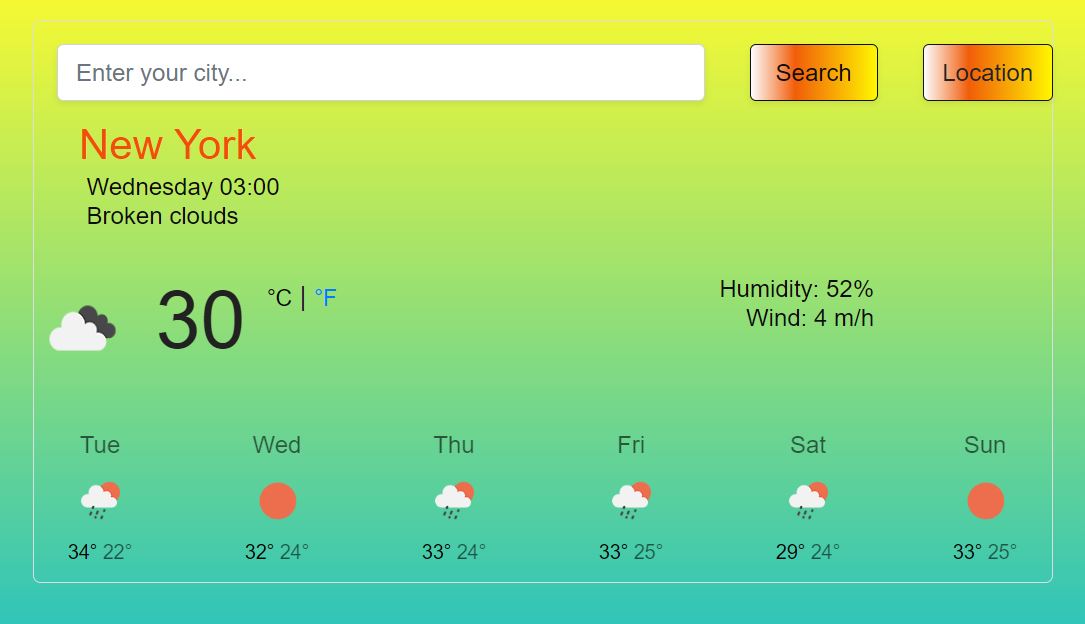 Enter your city...
Search
Location
New York
Wednesday 03:00
Broken clouds
30 °C | °F
Humidity: 52%
Wind: 4 m/h
Tue Wed Thu Fri Sat Sun
34° 22° 32° 24° 33° 24° 33° 25° 29° 24° 33° 25°